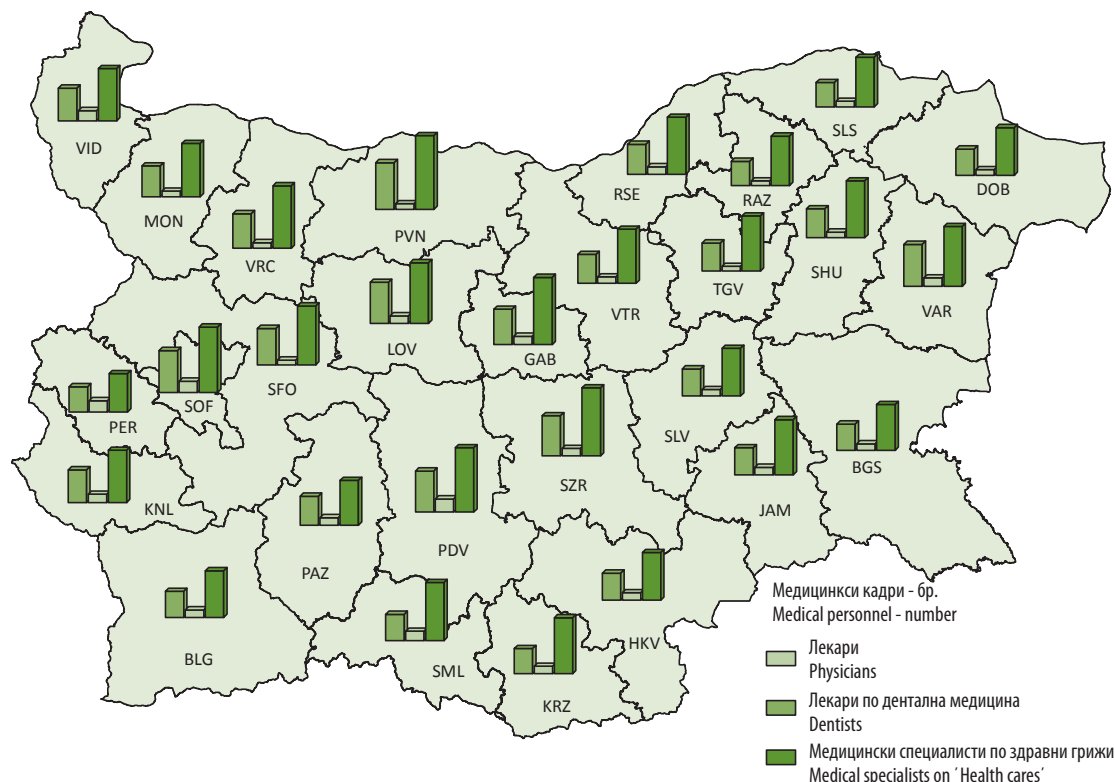 SLS
VID
DOB
RSE
RAZ
MON
PVN
VRC
SHU
TGV
VTR
VAR
LOV
GAB
SFO
SOF
PER
SLV
BGS
SZR
KNL
JAM
PDV
PAZ
Медицинкси кадри - бр.
Medical personnel - number
HKV
Лекари
Physicians
BLG
SML
KRZ
Лекари по дентална медицина
Dentists
Медицински специалисти по здравни грижи
Medical specialists on ´Health cares´